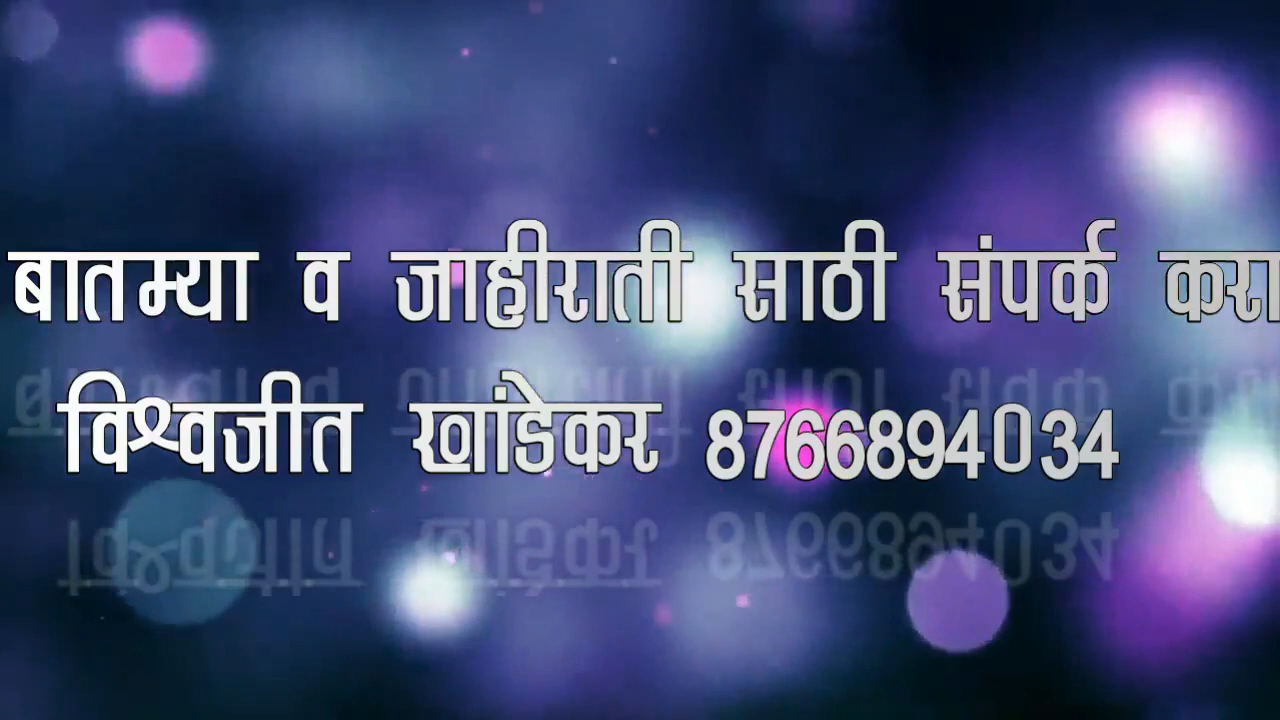 बातम्या व जाहीराती साठी संपर्क करा
विश्वजीत खांडेकर 8766894034